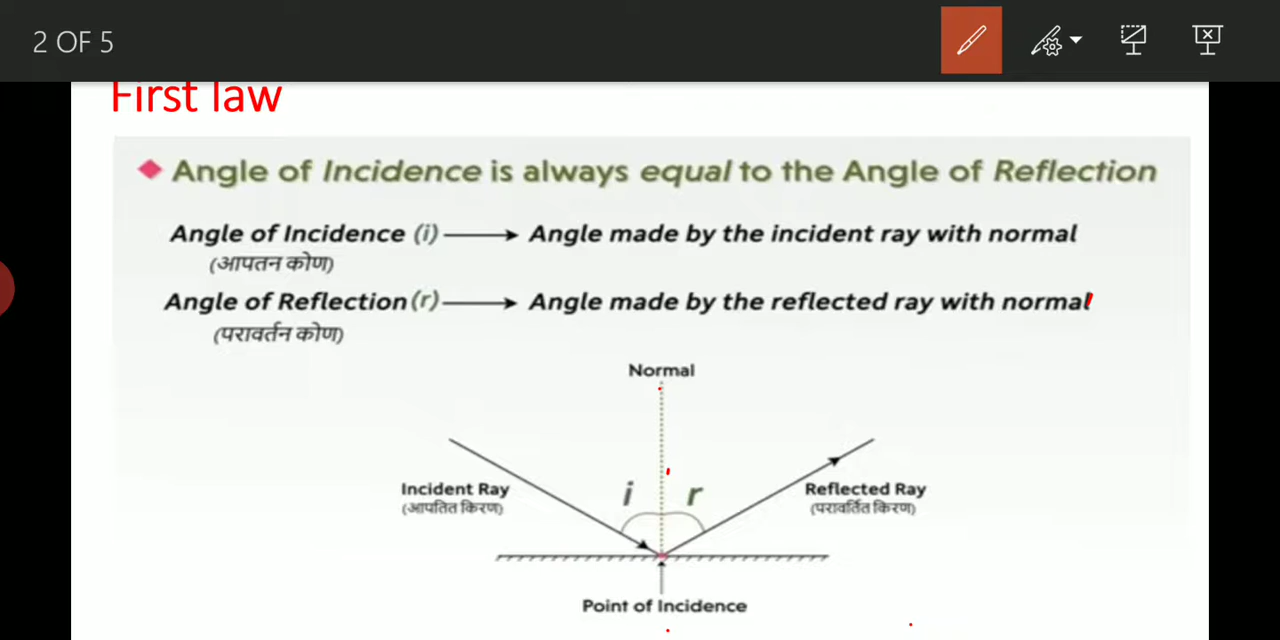 2 OF 5
First law
Angle of Incidence is always equal to the Angle of Reflection
Angle of Incidence (i) Angle made by the incident ray with normal
(आपतन कोण)
Angle of Reflection (r) Angle made by the reflected ray with normal
(परावर्तन कोण)
Normal
i r
Incident Ray
(आपतित किरण)
Reflected Ray
(परावर्तित किरण)
Point of Incidence